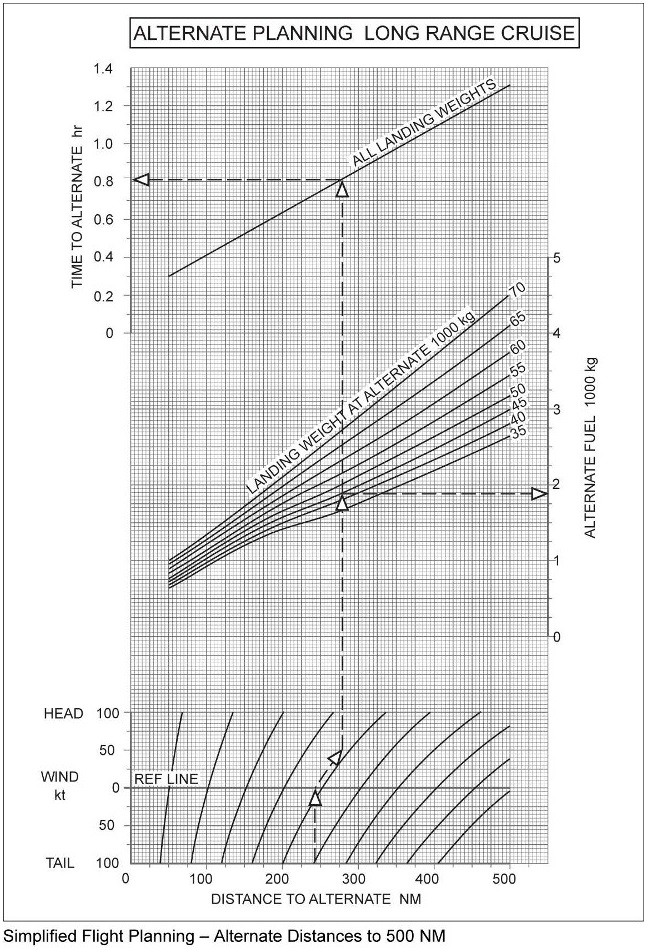 ALTERNATE PLANNING LONG RANGE CRUISE
1.4
1.2
1.0
0.8
0.6
0.4
0.2
0
TIME TO ALTERNATE hr
ALL LANDING WEIGHTS
5
4
3
2
1
0
ALTERNATE FUEL 1000 kg
LANDING WEIGHT AT ALTERNATE 1000 kg
70
65
60
55
50
45
40
35
HEAD 100
50
WIND 0
kt
50
TAIL 100
REF LINE
0 100 200 300 400 500
DISTANCE TO ALTERNATE NM
Simplified Flight Planning – Alternate Distances to 500 NM